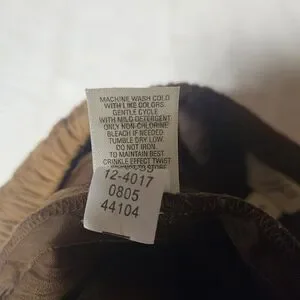 MACHINE WASH COLD
WITH LIKE COLORS.
GENTLE CYCLE
WITH MILD DETERGENT
ONLY NON-CHLORINE
BLEACH IF NEEDED
TUMBLE DRY LOW.
DO NOT IRON.
TO MAINTAIN BEST
CRINKLE EFFECT TWIST
STORE
12-4017
0805
44104